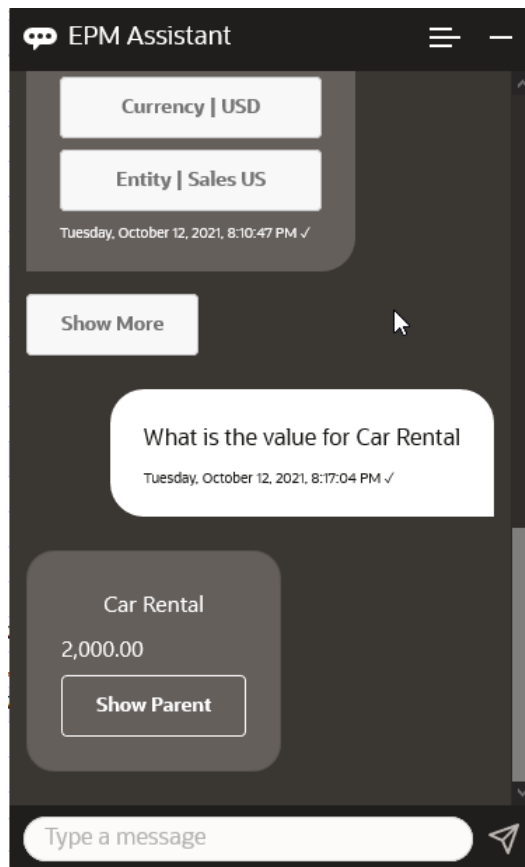 EPM Assistant
Currency | USD
Entity | Sales US
Tuesday, October 12, 2021, 8:10:47 PM ✓
Show More
What is the value for Car Rental
Tuesday, October 12, 2021, 8:17:04 PM ✓
Car Rental
2,000.00
Show Parent
Type a message